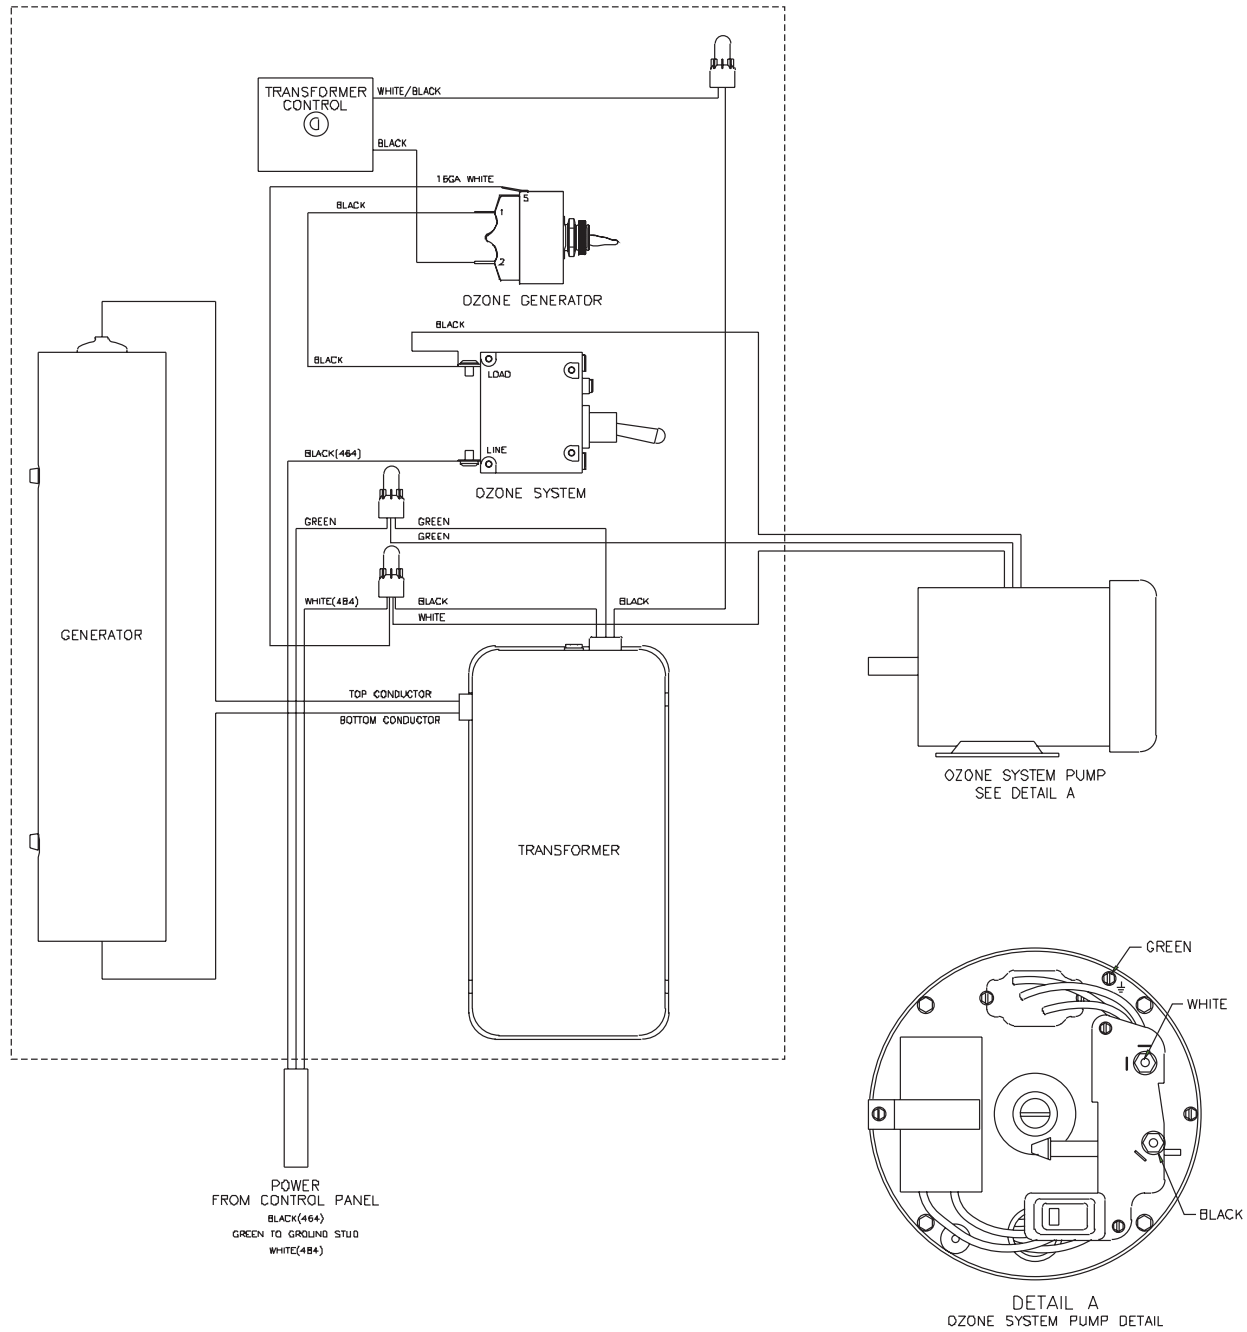 TRANSFORMER
CONTROL
WHITE/BLACK
BLACK
16GA WHITE
5
BLACK
1
2
OZONE GENERATOR
BLACK
BLACK
LOAD
LINE
BLACK(464)
OZONE SYSTEM
GREEN
GREEN
GREEN
WHITE(484)
BLACK
BLACK
WHITE
GENERATOR
TOP CONDUCTOR
BOTTOM CONDUCTOR
TRANSFORMER
OZONE SYSTEM PUMP
SEE DETAIL A
GREEN
WHITE
BLACK
POWER
FROM CONTROL PANEL
BLACK(464)
GREEN TO GROUND STUD
WHITE(484)
DETAIL A
OZONE SYSTEM PUMP DETAIL